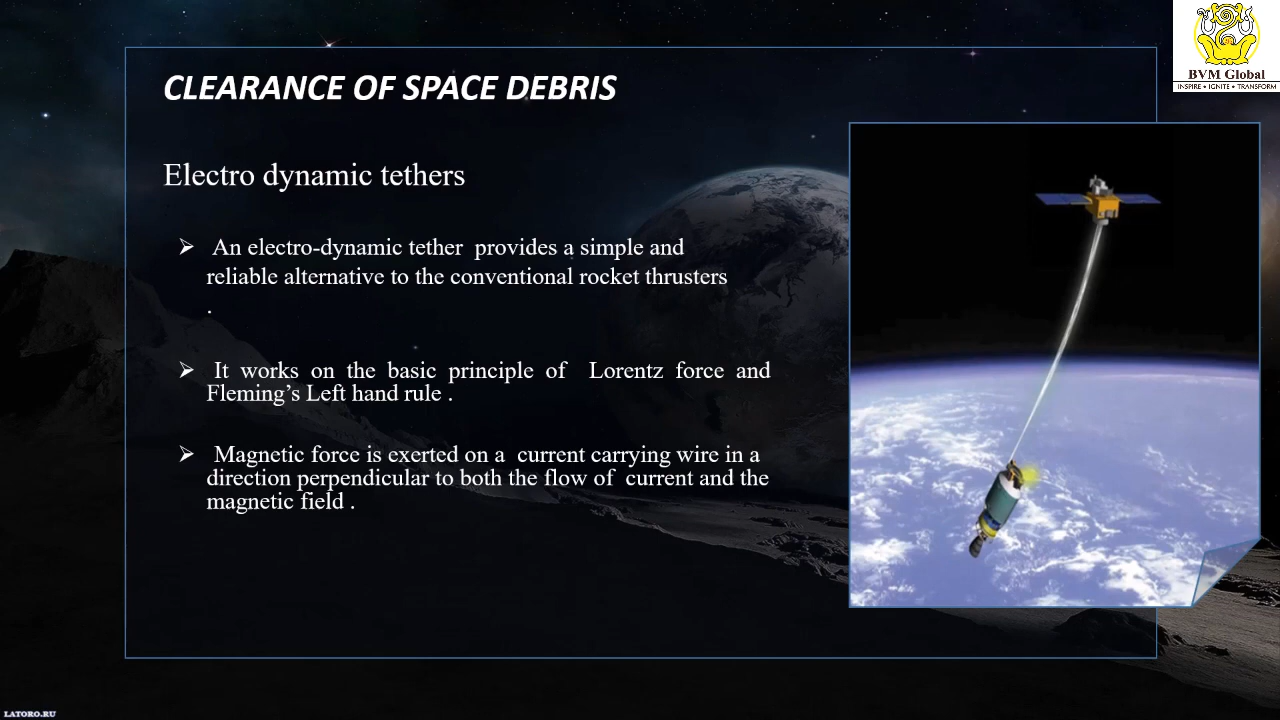 BVM Global
INSPIRE • IGNITE • TRANSFORM
CLEARANCE OF SPACE DEBRIS
Electro dynamic tethers
➢ An electro-dynamic tether provides a simple and
reliable alternative to the conventional rocket thrusters
.
➢ It works on the basic principle of Lorentz force and
Fleming’s Left hand rule .
➢ Magnetic force is exerted on a current carrying wire in a
direction perpendicular to both the flow of current and the
magnetic field .
LATORO.RU